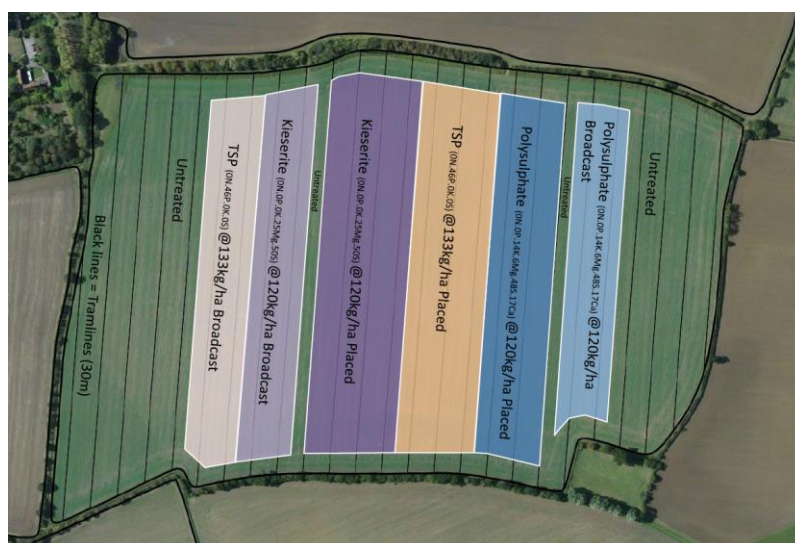 Black lines = Tramlines (30m)
Untreated
TSP (0N.46P.0K.0S) @133kg/ha Broadcast
Kieserite (0N.0P.0K.25Mg.50S) @120kg/ha Broadcast
Untreated
Kieserite (0N.0P.0K.25Mg.50S) @120kg/ha Placed
TSP (0N.46P.0K.0S) @133kg/ha Placed
Polysulphate (0N.0P.14K.6Mg.48S.17Ca) @120kg/ha Placed
Untreated
Polysulphate (0N.0P.14K.6Mg.48S.17Ca) @120kg/ha
Broadcast
Untreated